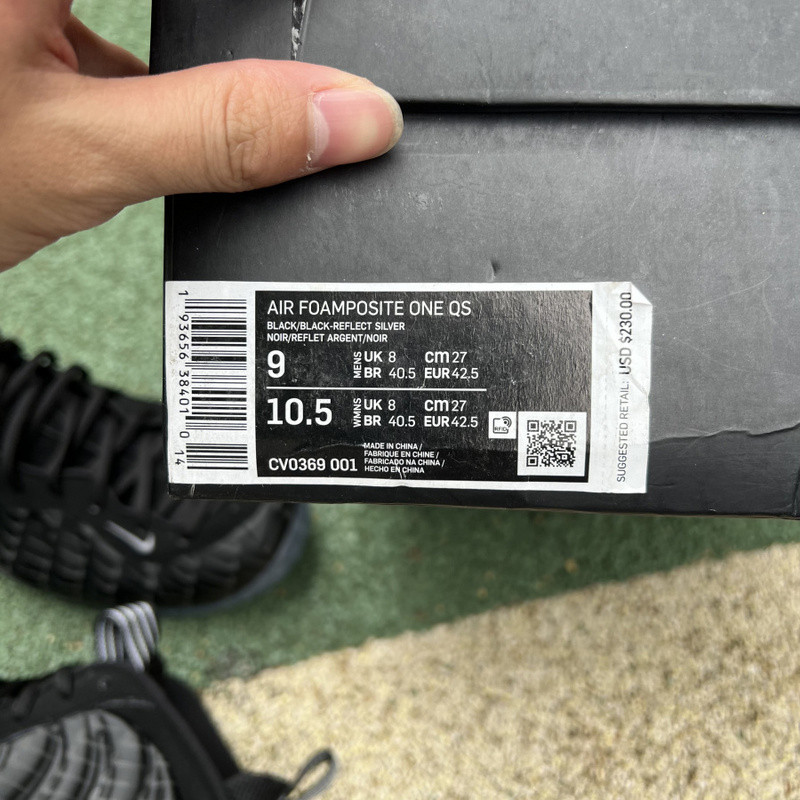 AIR FOAMPOSITE ONE QS
BLACK/BLACK-REFLECT SILVER
NOIR/REFLET ARGENT/NOIR
9 MENS UK 8 cm 27
BR 40.5 EUR 42.5
10.5 WMNS UK 8 cm 27
BR 40.5 EUR 42.5
RFID
MADE IN CHINA /
FABRIQUE EN CHINE /
FABRICADO NA CHINA /
HECHO EN CHINA
CV0369 001
1 93656 38401 0 14
SUGGESTED RETAIL: USD $230.00